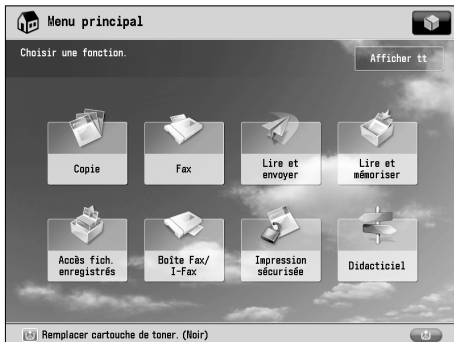 Menu principal
Choisir une fonction.
Afficher tt
Copie
Fax
Lire et
envoyer
Lire et
mémoriser
Accès fich.
enregistrés
Boîte Fax/
I-Fax
Impression
sécurisée
Didacticiel
Remplacer cartouche de toner. (Noir)